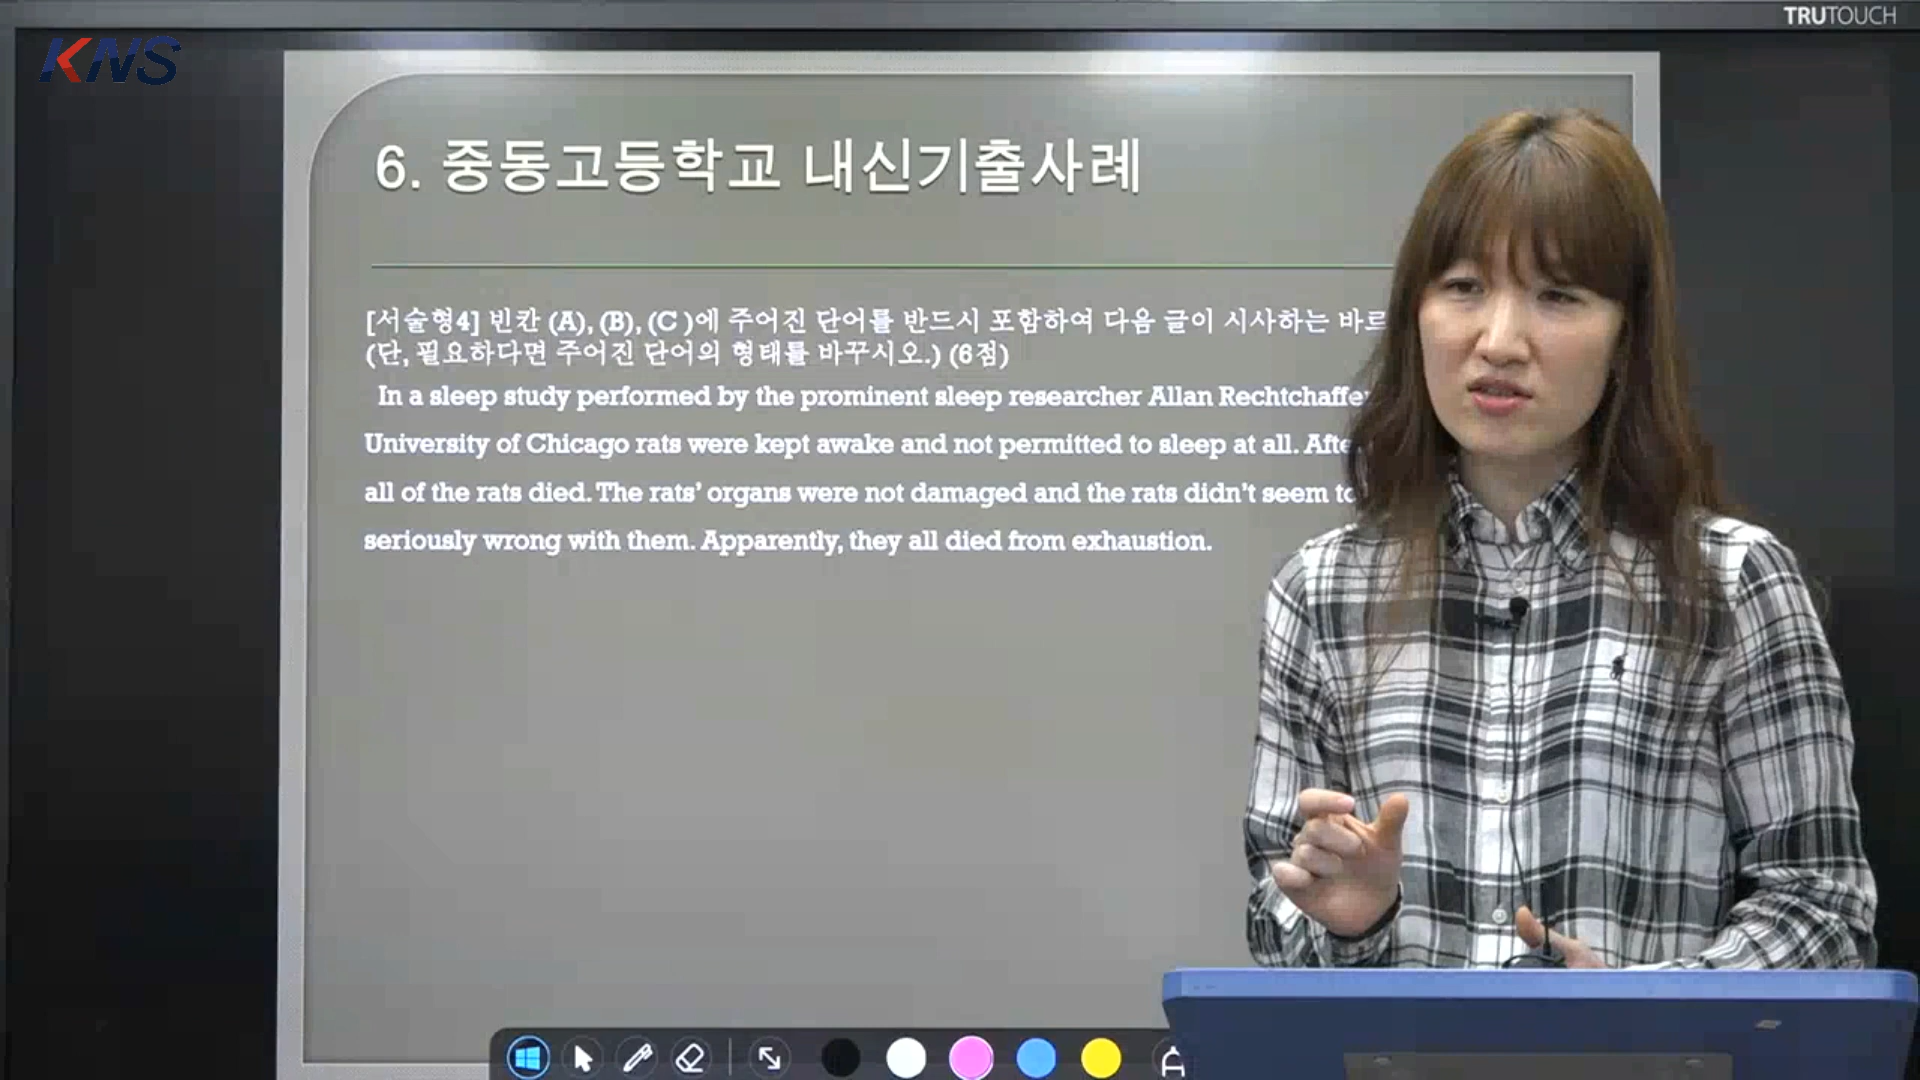 TRUTOUCH
KNS
6. 중동고등학교 내신기출사례
[서술형4] 빈칸 (A), (B), (C )에 주어진 단어를 반드시 포함하여 다음 글이 시사하는
(단, 필요하다면 주어진 단어의 형태를 바꾸시오.) (6점)
In a sleep study performed by the prominent sleep researcher Allan
University of Chicago rats were kept awake and not permitted to sleep at all.
all of the rats died. The rats' organs were not damaged and the rats didn't seem
seriously wrong with them. Apparently, they all died from exhaustion.